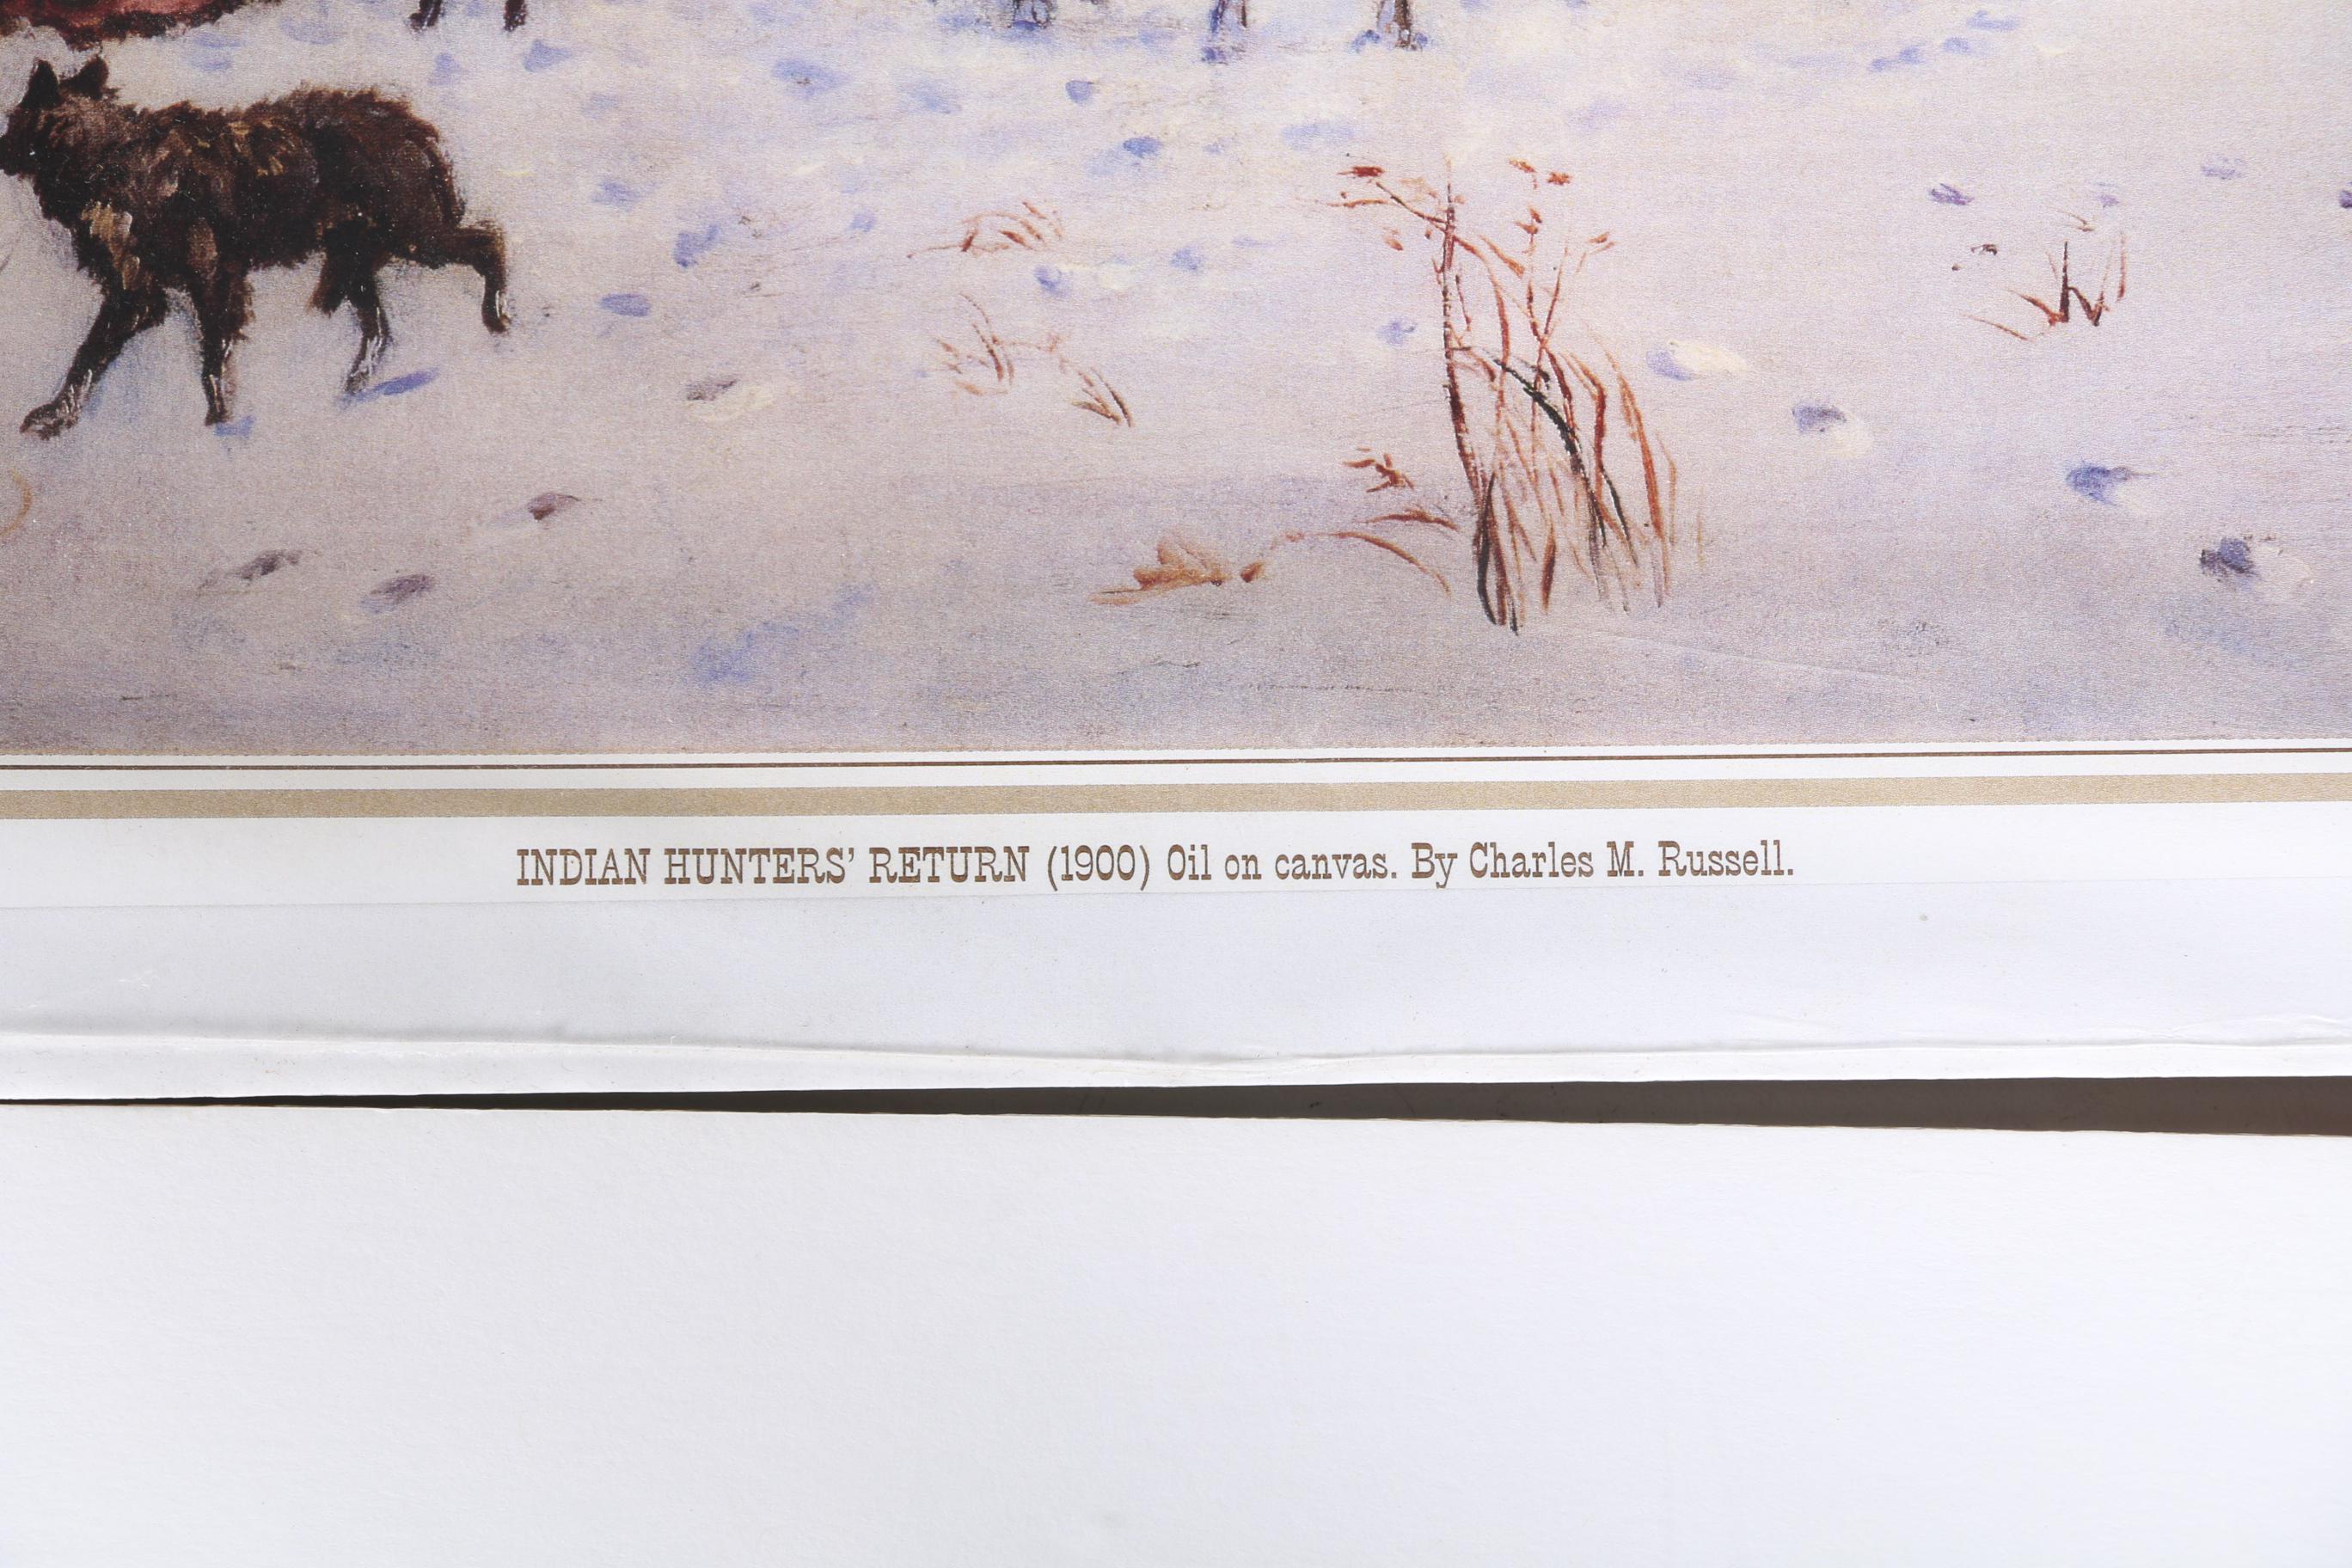 INDIAN HUNTERS’ RETURN (1900) Oil on canvas. By Charles M. Russell.